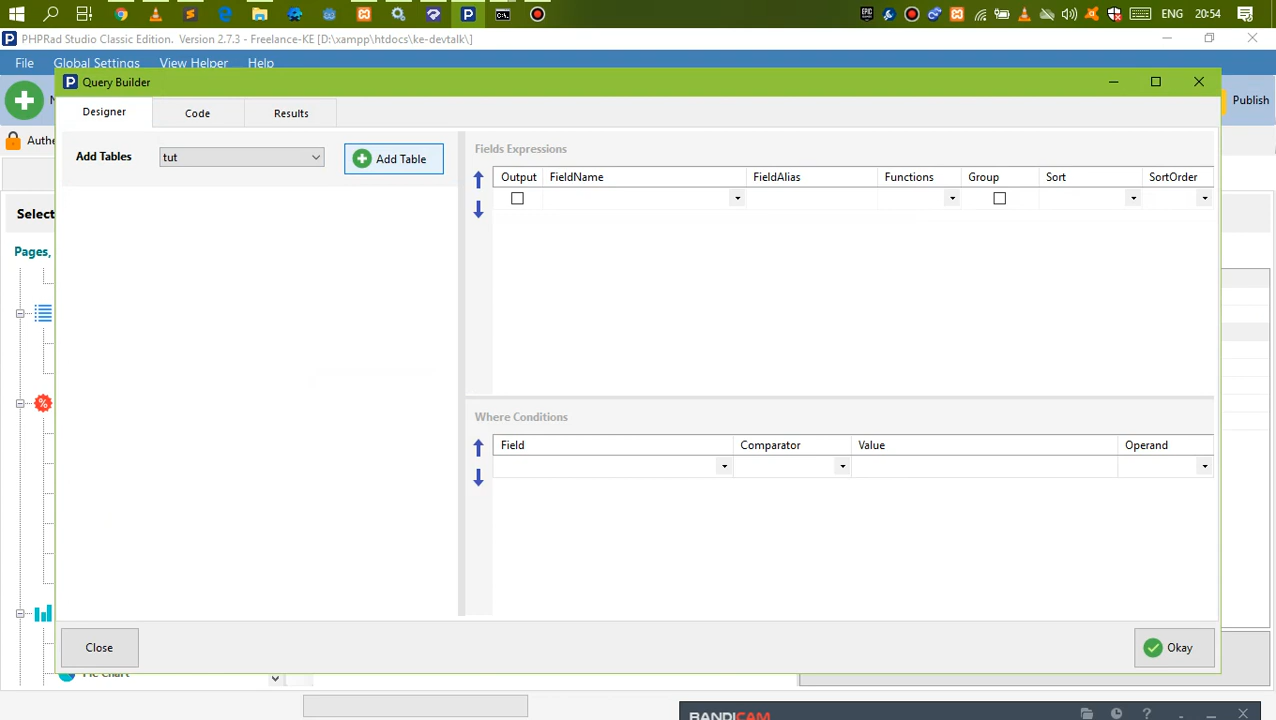 ENG
20:54
PHPRad Studio Classic Edition. Version 2.7.3 - Freelance-KE [D:\xampp\htdocs\ke-devtalk\]
File Global Settings View Helper Help
Query Builder
Publish
Designer Code Results
Add Tables tut Add Table
Fields Expressions
Output FieldName FieldAlias Functions Group Sort SortOrder
Pages,
Where Conditions
Field Comparator Value Operand
Close
Okay
Pie Chart
BANDICAM